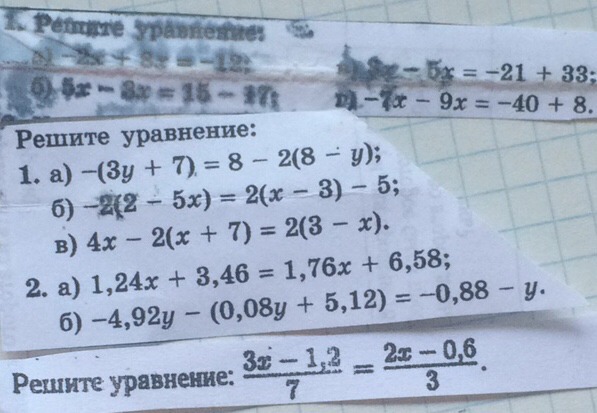 1. Решите уравнение:
а) -2x + 8x = -12;
- 5x = -21 + 33;
б) 5x - 3x = 15 - 17;
г) -7x - 9x = -40 + 8.
Решите уравнение:
1. а) -(3y + 7) = 8 - 2(8 - y);
б) -2(2 - 5x) = 2(x - 3) - 5;
в) 4x - 2(x + 7) = 2(3 - x).
2. а) 1,24x + 3,46 = 1,76x + 6,58;
б) -4,92y - (0,08y + 5,12) = -0,88 - y.
Решите уравнение: (3x - 1,2)/7 = (2x - 0,6)/3.